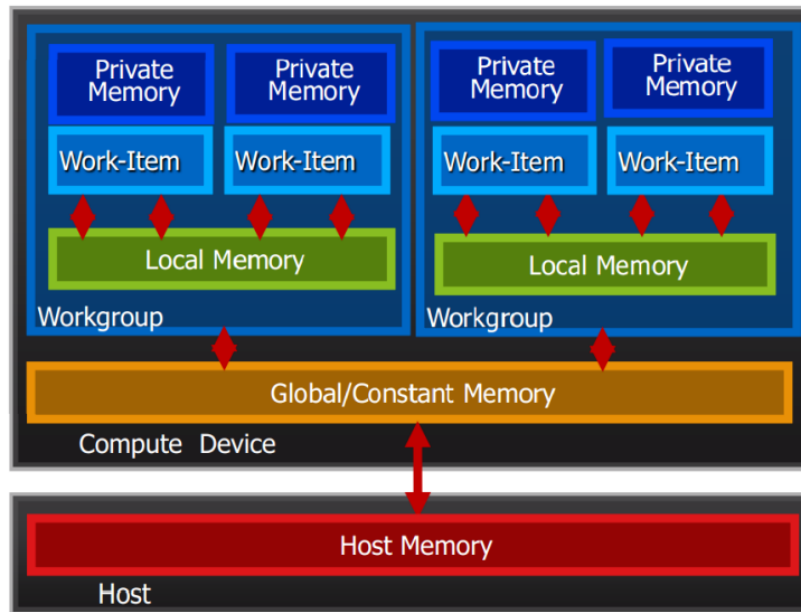 Private
Memory
Private
Memory
Private
Memory
Private
Memory
Work-Item
Work-Item
Work-Item
Work-Item
Local Memory
Local Memory
Workgroup
Workgroup
Global/Constant Memory
Compute Device
Host Memory
Host